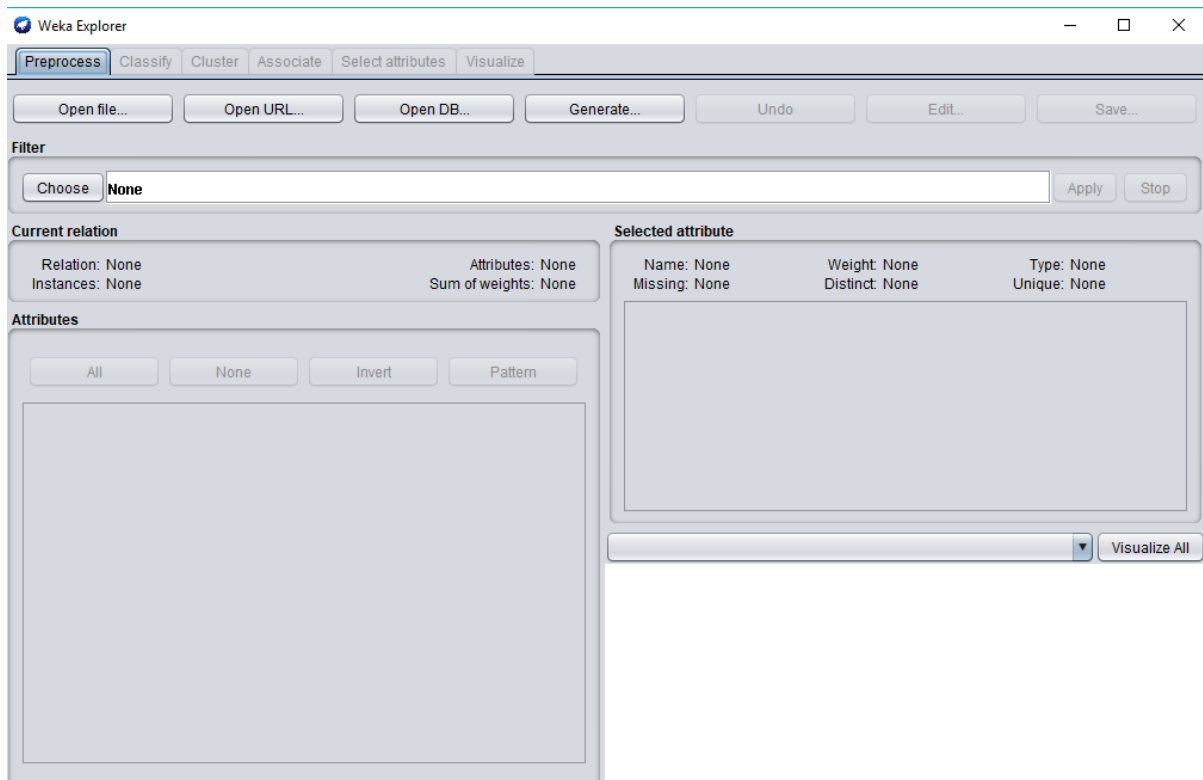 Weka Explorer
Preprocess Classify Cluster Associate Select attributes Visualize
Open file... Open URL... Open DB... Generate... Undo Edit... Save...
Filter
Choose None Apply Stop
Current relation
Relation: None Attributes: None
Instances: None Sum of weights: None
Attributes
All None Invert Pattern
Selected attribute
Name: None Weight: None Type: None
Missing: None Distinct: None Unique: None
Visualize All